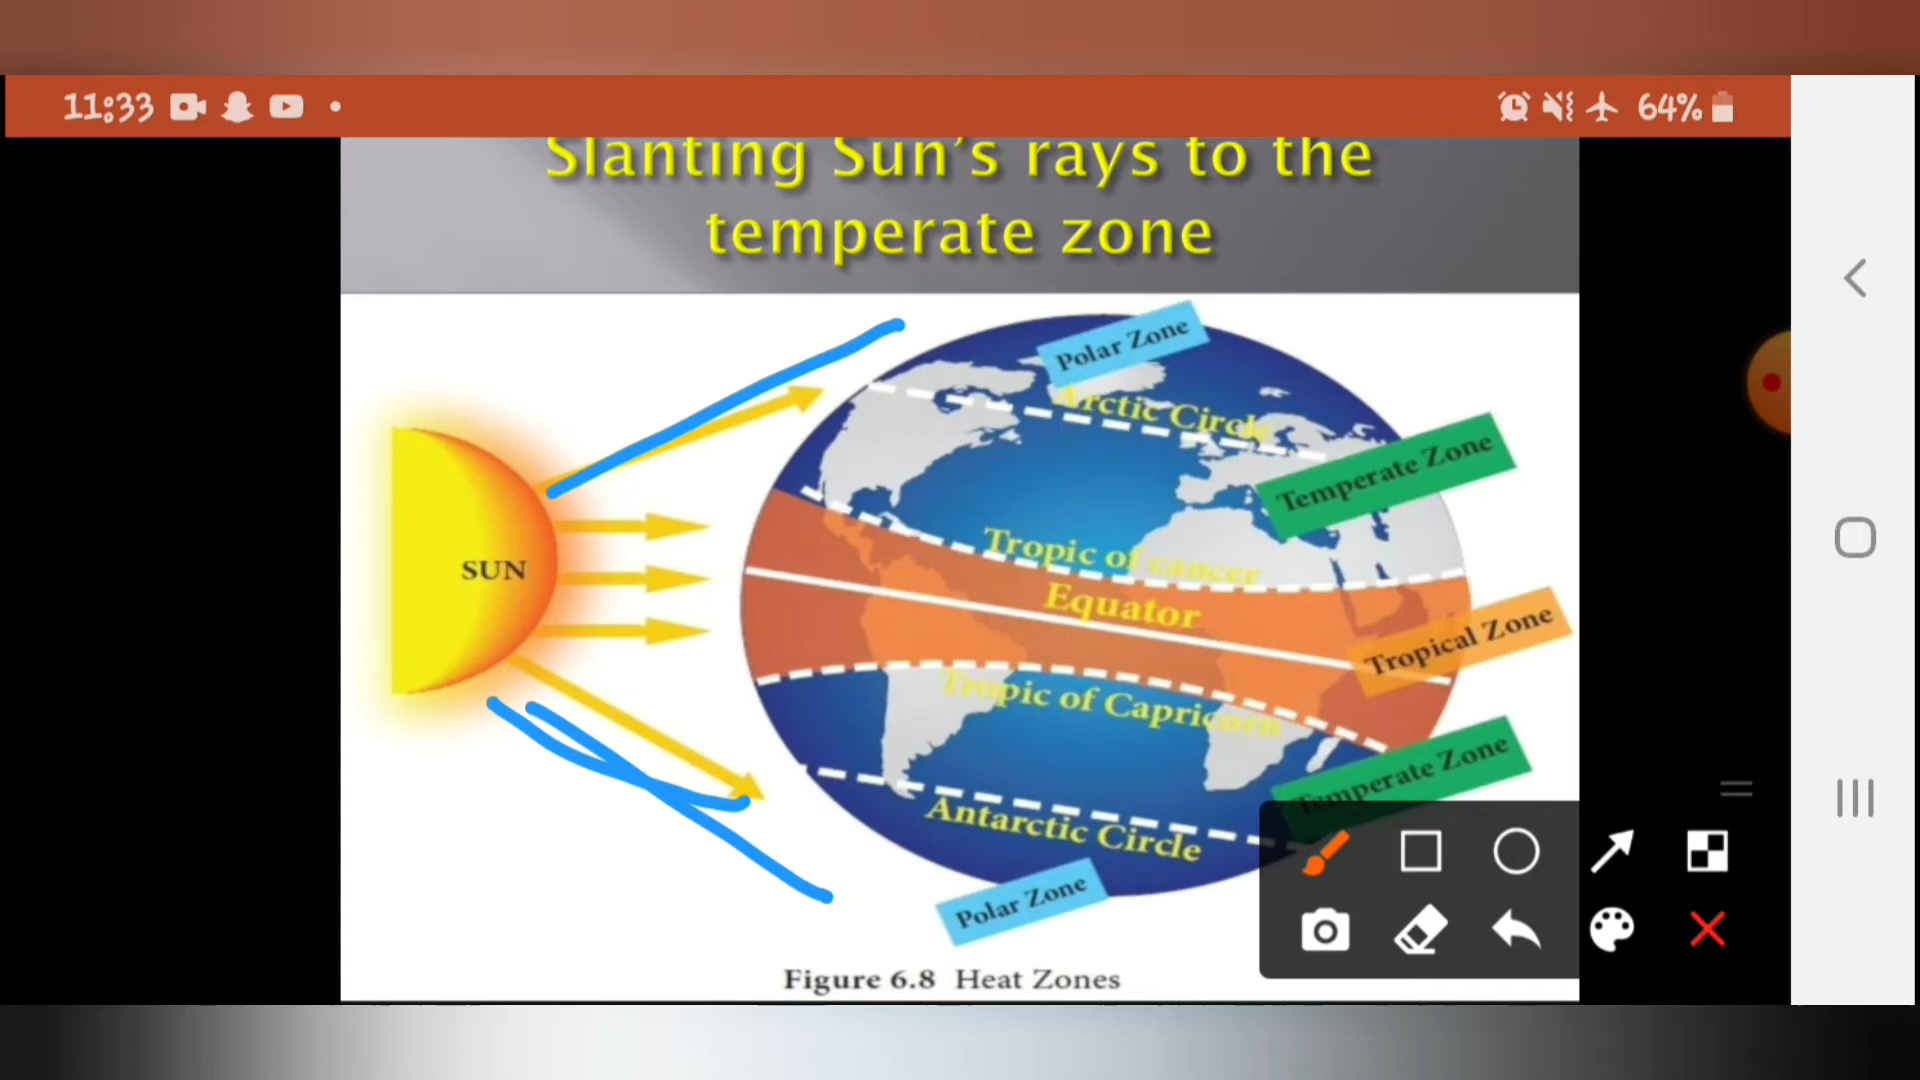 11:33
64%
Slanting Sun's rays to the
temperate zone
Polar Zone
Arctic Circle
Temperate Zone
Tropic of cancer
SUN
Equator
Tropical Zone
Tropic of Capricorn
Temperate Zone
Antarctic Circle
Polar Zone
Figure 6.8 Heat Zones